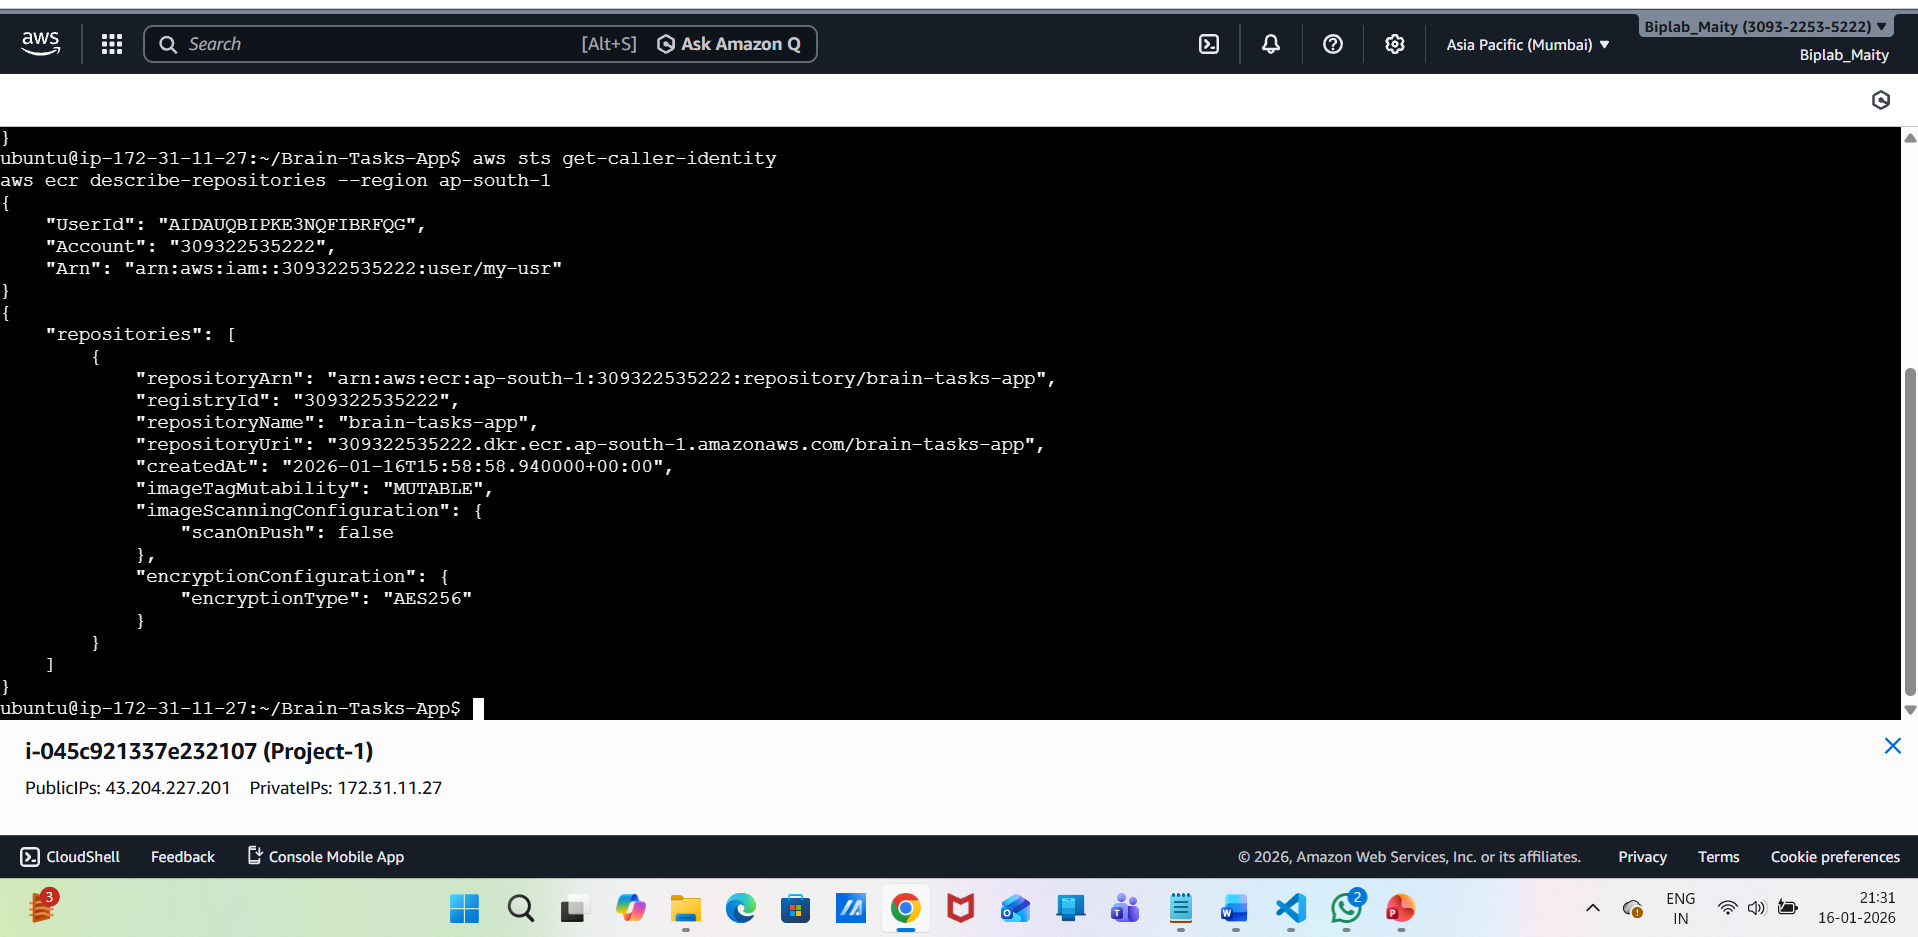 aws
Search [Alt+S] Ask Amazon Q
Asia Pacific (Mumbai) ▼
Biplab_Maity (3093-2253-5222) ▼
Biplab_Maity
}
ubuntu@ip-172-31-11-27:~/Brain-Tasks-App$ aws sts get-caller-identity
aws ecr describe-repositories --region ap-south-1
{
    "UserId": "AIDAUQBIPKE3NQFIBRFQG",
    "Account": "309322535222",
    "Arn": "arn:aws:iam::309322535222:user/my-usr"
}
{
    "repositories": [
        {
            "repositoryArn": "arn:aws:ecr:ap-south-1:309322535222:repository/brain-tasks-app",
            "registryId": "309322535222",
            "repositoryName": "brain-tasks-app",
            "repositoryUri": "309322535222.dkr.ecr.ap-south-1.amazonaws.com/brain-tasks-app",
            "createdAt": "2026-01-16T15:58:58.940000+00:00",
            "imageTagMutability": "MUTABLE",
            "imageScanningConfiguration": {
                "scanOnPush": false
            },
            "encryptionConfiguration": {
                "encryptionType": "AES256"
            }
        }
    ]
}
ubuntu@ip-172-31-11-27:~/Brain-Tasks-App$
i-045c921337e232107 (Project-1)
PublicIPs: 43.204.227.201 PrivateIPs: 172.31.11.27
CloudShell Feedback Console Mobile App © 2026, Amazon Web Services, Inc. or its affiliates. Privacy Terms Cookie preferences
3
2
ENG
IN
21:31
16-01-2026